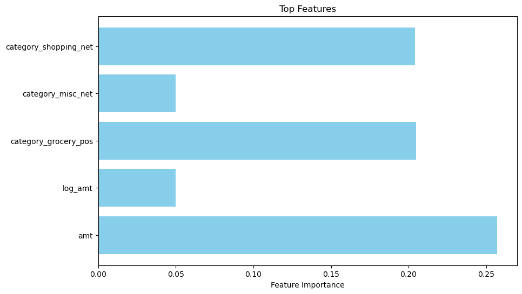 Top Features
category_shopping_net
category_misc_net
category_grocery_pos
log_amt
amt
0.00 0.05 0.10 0.15 0.20 0.25
Feature Importance